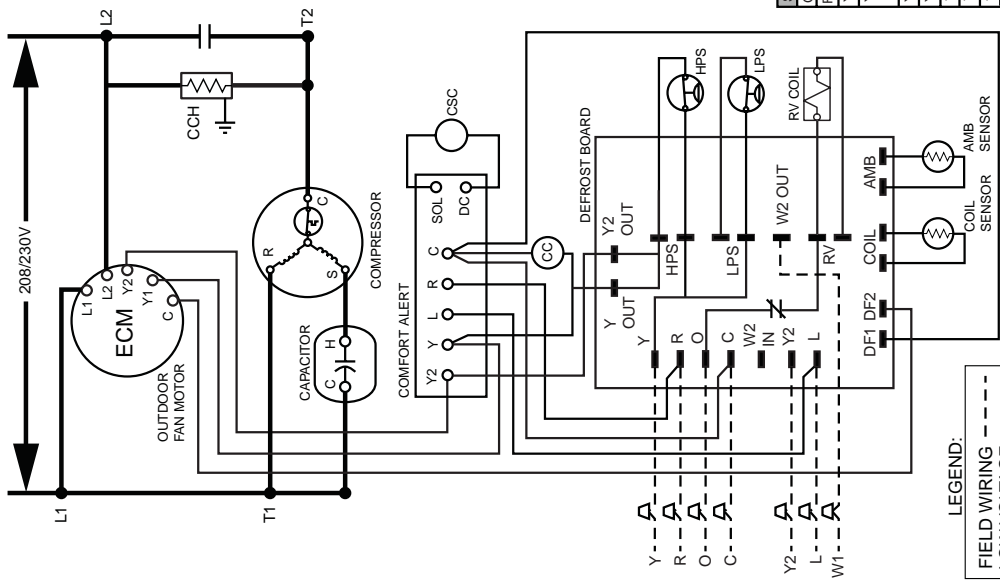 208/230V
L1
L2
T1
T2
CCH
L1
L2
Y2
Y1
C
ECM
OUTDOOR
FAN MOTOR
R
S
C
COMPRESSOR
CAPACITOR
C
H
COMFORT ALERT
Y2
Y
L
R
C
SOL
DC
CSC
CC
DEFROST BOARD
Y
OUT
Y2
OUT
HPS
LPS
W2 OUT
RV
HPS
LPS
RV COIL
Y
R
O
C
W2
IN
Y2
L
DF1
DF2
COIL
AMB
COIL
SENSOR
AMB
SENSOR
Y
R
O
C
Y2
L
W1
LEGEND:
FIELD WIRING